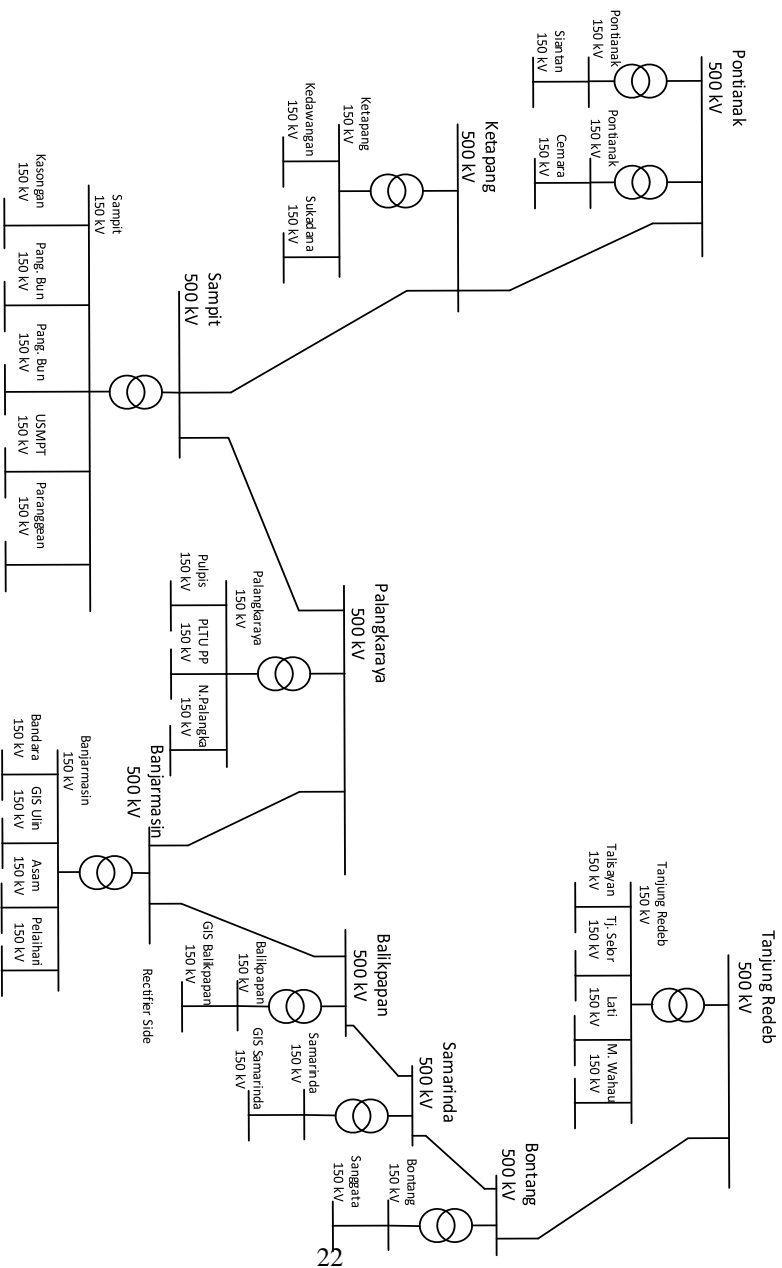 Pontianak
500 kV
Pontianak
150 kV
Siantan
150 kV
Pontianak
150 kV
Cemara
150 kV
Ketapang
500 kV
Ketapang
150 kV
Kedawangan
150 kV
Sukadana
150 kV
Sampit
500 kV
Sampit
150 kV
Kasongan
150 kV
Pang. Bun
150 kV
Pang. Bun
150 kV
USMPT
150 kV
Paranggean
150 kV
Palangkaraya
500 kV
Palangkaraya
150 kV
Pulpis
150 kV
PLTU PP
150 kV
N.Palangka
150 kV
Banjarmasin
500 kV
Banjarmasin
150 kV
Bandara
150 kV
GIS Ulin
150 kV
Asam
150 kV
Pelaihari
150 kV
Balikpapan
500 kV
Balikpapan
150 kV
GIS Balikpapan
150 kV
Rectifier Side
Samarinda
500 kV
Samarinda
150 kV
GIS Samarinda
150 kV
Bontang
500 kV
Bontang
150 kV
Sanggata
150 kV
Tanjung Redeb
500 kV
Tanjung Redeb
150 kV
Talisayan
150 kV
Tj. Selor
150 kV
Lati
150 kV
M. Wahau
150 kV
22